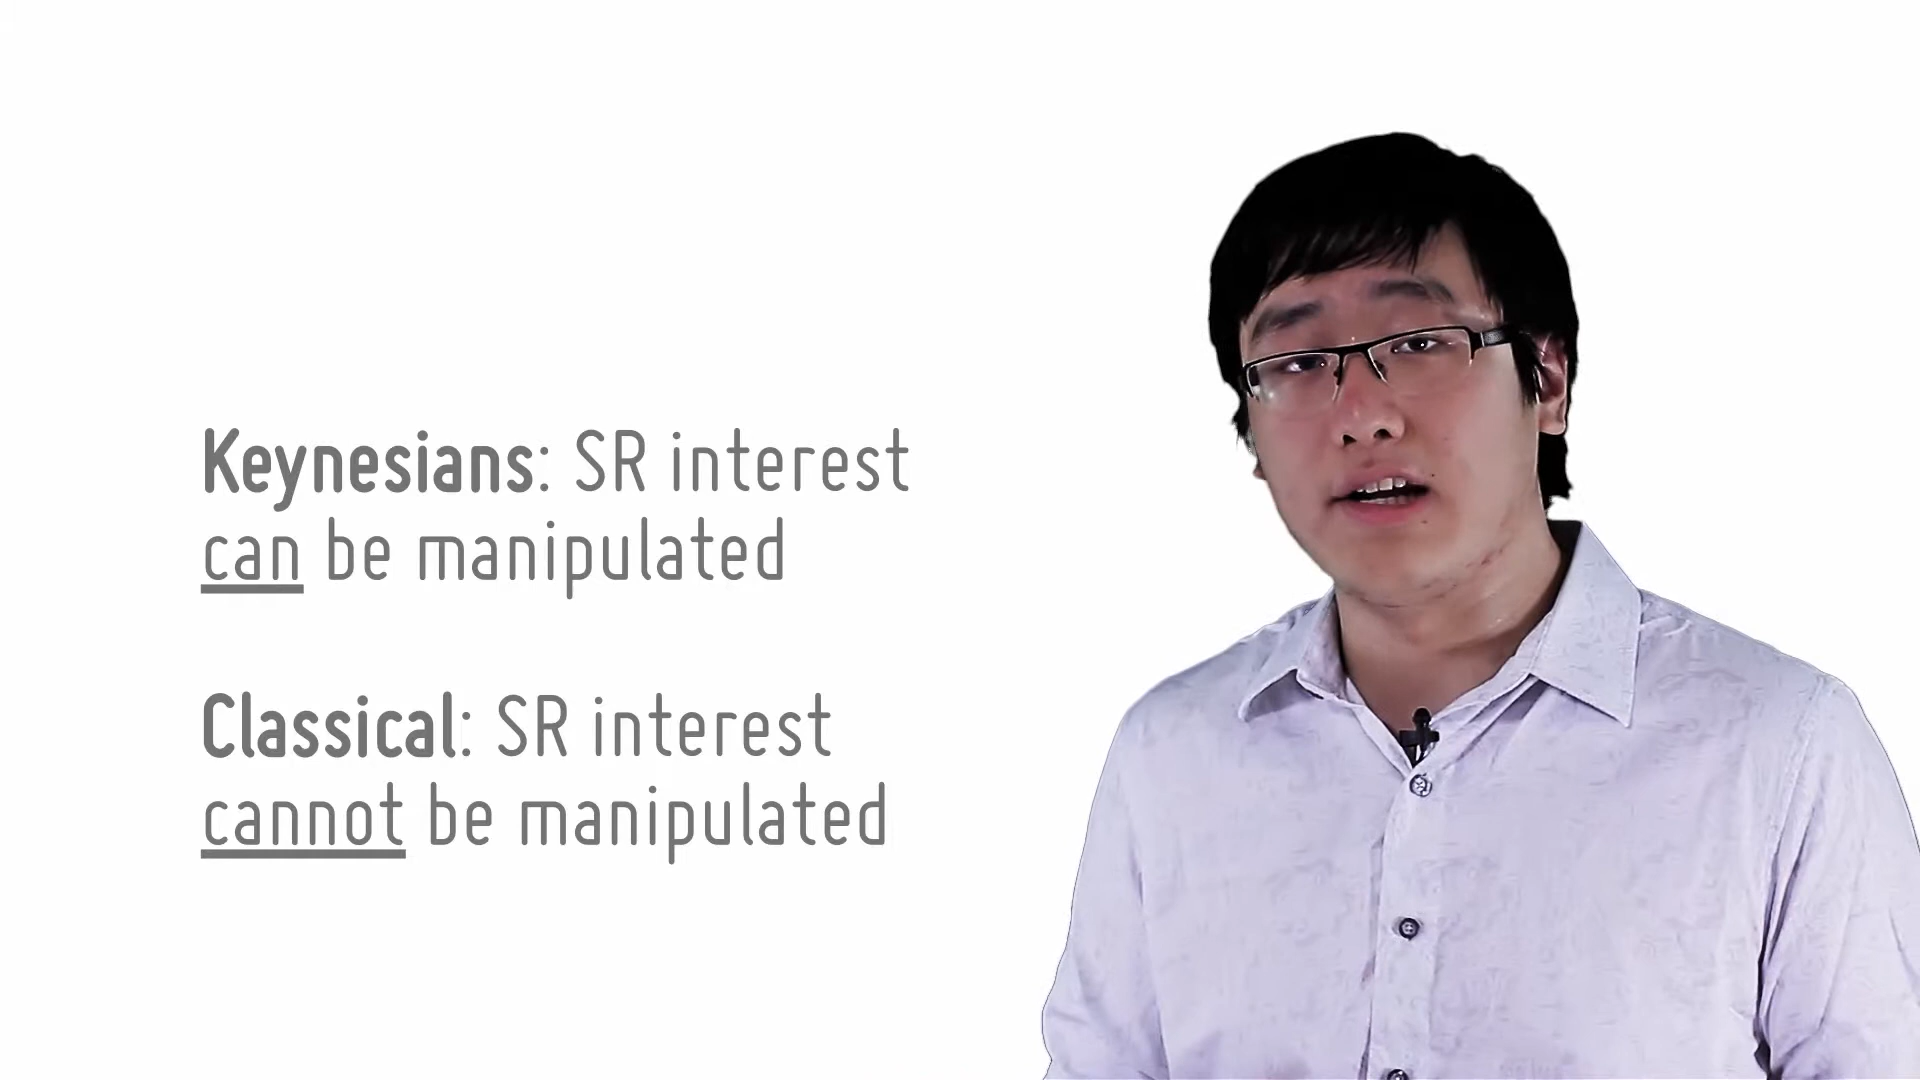 Keynesians: SR interest
can be manipulated
Classical: SR interest
cannot be manipulated